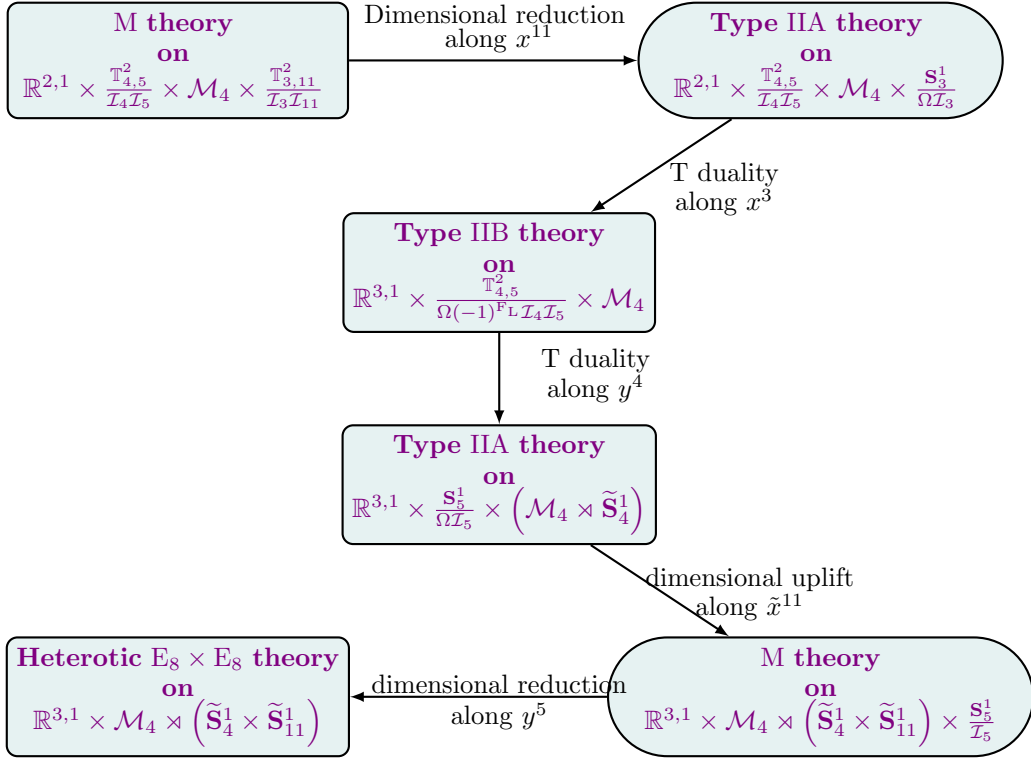 M theory
on
ℝ^{2,1} × 𝕋²_{4,5}/(ℐ₄ℐ₅) × ℳ₄ × 𝕋²_{3,11}/(ℐ₃ℐ₁₁)
Dimensional reduction
along x^{11}
Type IIA theory
on
ℝ^{2,1} × 𝕋²_{4,5}/(ℐ₄ℐ₅) × ℳ₄ × S¹₃/(Ωℐ₃)
T duality
along x³
Type IIB theory
on
ℝ^{3,1} × 𝕋²_{4,5}/(Ω(−1)^{F_L}ℐ₄ℐ₅) × ℳ₄
T duality
along y⁴
Type IIA theory
on
ℝ^{3,1} × S¹₅/(Ωℐ₅) × (ℳ₄ ⋊ S̃¹₄)
dimensional uplift
along x̃^{11}
M theory
on
ℝ^{3,1} × ℳ₄ ⋊ (S̃¹₄ × S̃¹₁₁) × S¹₅/ℐ₅
dimensional reduction
along y⁵
Heterotic E₈ × E₈ theory
on
ℝ^{3,1} × ℳ₄ ⋊ (S̃¹₄ × S̃¹₁₁)